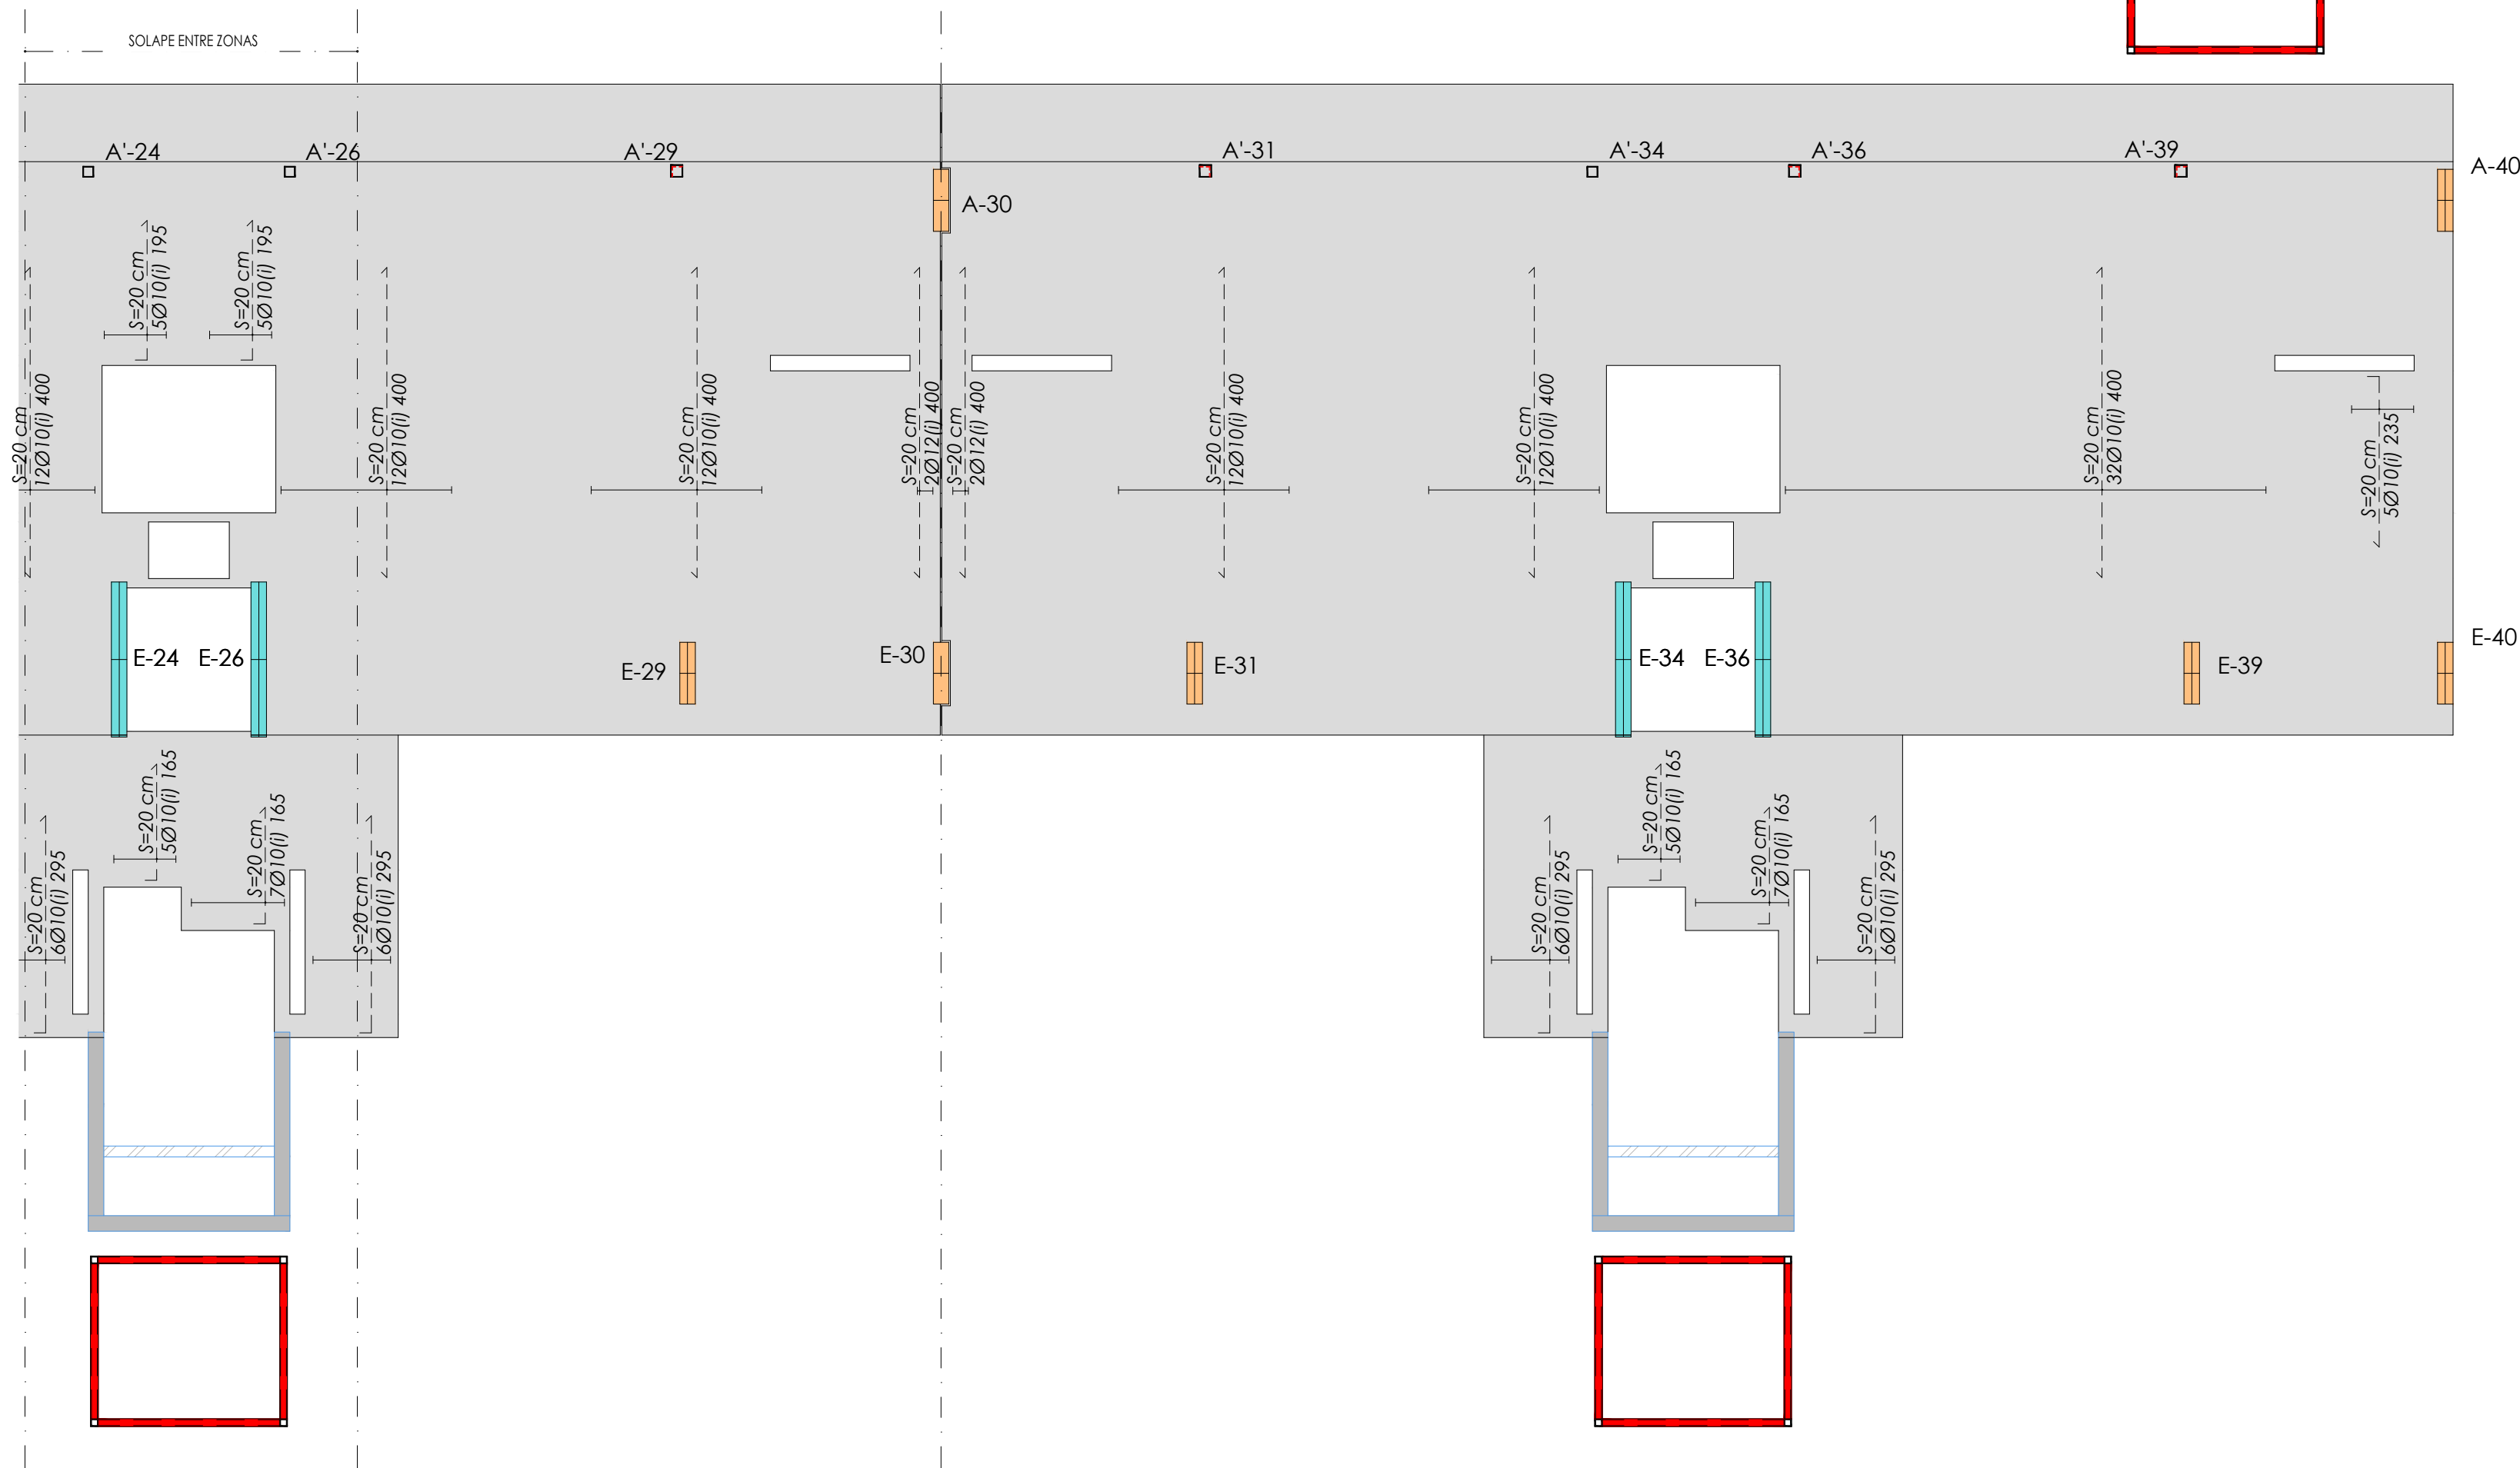 SOLAPE ENTRE ZONAS
A'-24
A'-26
A'-29
A'-31
A'-34
A'-36
A'-39
A-40
A-30
S=20 cm
5Ø10(i) 195
S=20 cm
5Ø10(i) 195
S=20 cm
12Ø10(i) 400
S=20 cm
12Ø10(i) 400
S=20 cm
12Ø10(i) 400
S=20 cm
2Ø12(i) 400
S=20 cm
2Ø12(i) 400
S=20 cm
12Ø10(i) 400
S=20 cm
12Ø10(i) 400
S=20 cm
32Ø10(i) 400
S=20 cm
5Ø10(i) 235
E-24
E-26
E-29
E-30
E-31
E-34
E-36
E-39
E-40
S=20 cm
5Ø10(i) 165
S=20 cm
7Ø10(i) 165
S=20 cm
6Ø10(i) 295
S=20 cm
6Ø10(i) 295
S=20 cm
5Ø10(i) 165
S=20 cm
7Ø10(i) 165
S=20 cm
6Ø10(i) 295
S=20 cm
6Ø10(i) 295